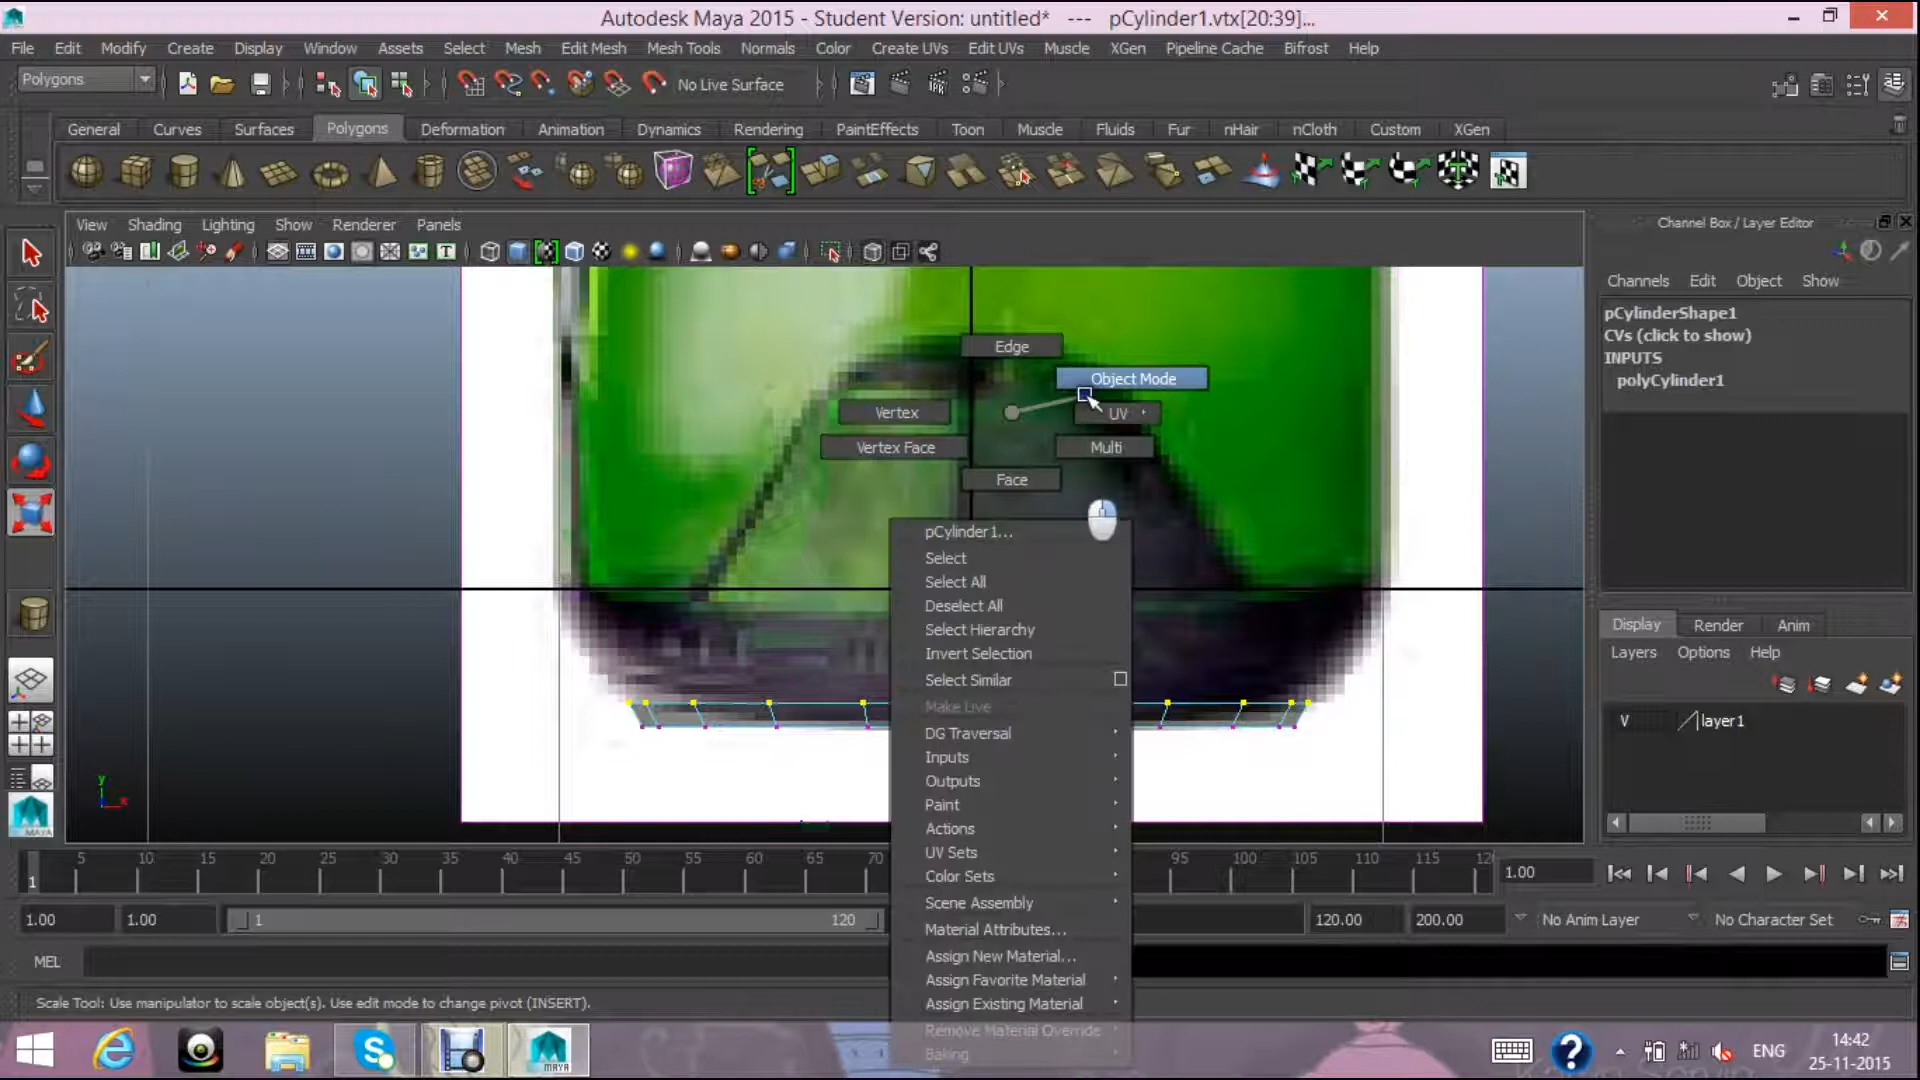 Autodesk Maya 2015 - Student Version: untitled* --- pCylinder1.vtx[20:39]...
File Edit Modify Create Display Window Assets Select Mesh Edit Mesh Mesh Tools Normals Color Create UVs Edit UVs Muscle XGen Pipeline Cache Bifrost Help
Polygons No Live Surface
General Curves Surfaces Polygons Deformation Animation Dynamics Rendering PaintEffects Toon Muscle Fluids Fur nHair nCloth Custom XGen
View Shading Lighting Show Renderer Panels
Channel Box / Layer Editor
Channels Edit Object Show
pCylinderShape1
CVs (click to show)
INPUTS
polyCylinder1
Edge
Object Mode
Vertex UV
Vertex Face Multi
Face
pCylinder1...
Select
Select All
Deselect All
Select Hierarchy
Invert Selection
Select Similar
Make Live
DG Traversal
Inputs
Outputs
Paint
Actions
UV Sets
Color Sets
Scene Assembly
Material Attributes...
Assign New Material...
Assign Favorite Material
Assign Existing Material
Remove Material Override
Baking
Display Render Anim
Layers Options Help
V layer1
y
x
MAYA
5 10 15 20 25 30 35 40 45 50 55 60 65 70 95 100 105 110 115 12
1
1.00
1.00 1.00 1 120 120.00 200.00 No Anim Layer No Character Set
MEL
Scale Tool: Use manipulator to scale object(s). Use edit mode to change pivot (INSERT).
MAYA
ENG
14:42
25-11-2015